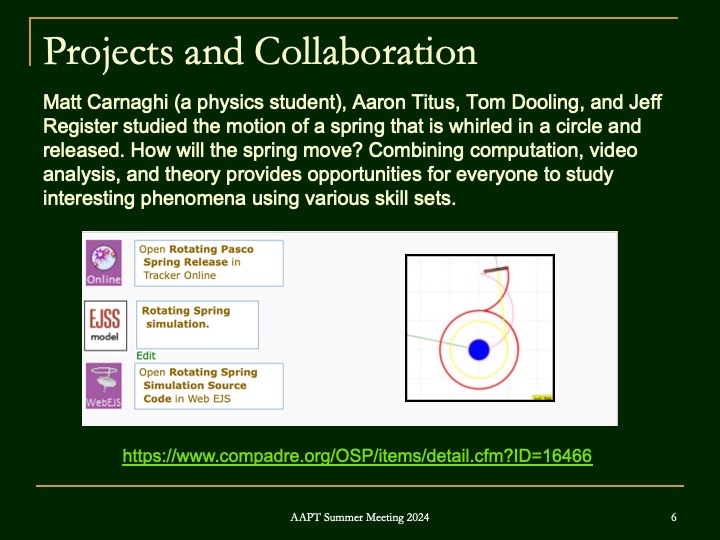 Projects and Collaboration
Matt Carnaghi (a physics student), Aaron Titus, Tom Dooling, and Jeff
Register studied the motion of a spring that is whirled in a circle and
released. How will the spring move? Combining computation, video
analysis, and theory provides opportunities for everyone to study
interesting phenomena using various skill sets.
Online
Open Rotating Pasco
Spring Release in
Tracker Online
EJSS
model
Rotating Spring
simulation.
Edit
WebEJS
Open Rotating Spring
Simulation Source
Code in Web EJS
https://www.compadre.org/OSP/items/detail.cfm?ID=16466
AAPT Summer Meeting 2024
6